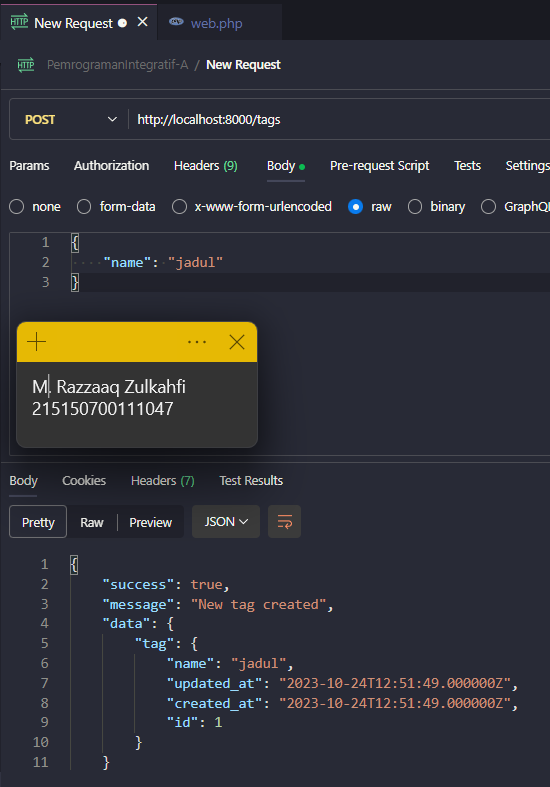 HTTP New Request web.php
HTTP PemrogramanIntegratif-A / New Request
POST http://localhost:8000/tags
Params Authorization Headers (9) Body Pre-request Script Tests Settings
none form-data x-www-form-urlencoded raw binary GraphQL
1 {
2 "name": "jadul"
3 }
M. Razzaaq Zulkahfi
215150700111047
Body Cookies Headers (7) Test Results
Pretty Raw Preview JSON
1 {
2 "success": true,
3 "message": "New tag created",
4 "data": {
5 "tag": {
6 "name": "jadul",
7 "updated_at": "2023-10-24T12:51:49.000000Z",
8 "created_at": "2023-10-24T12:51:49.000000Z",
9 "id": 1
10 }
11 }